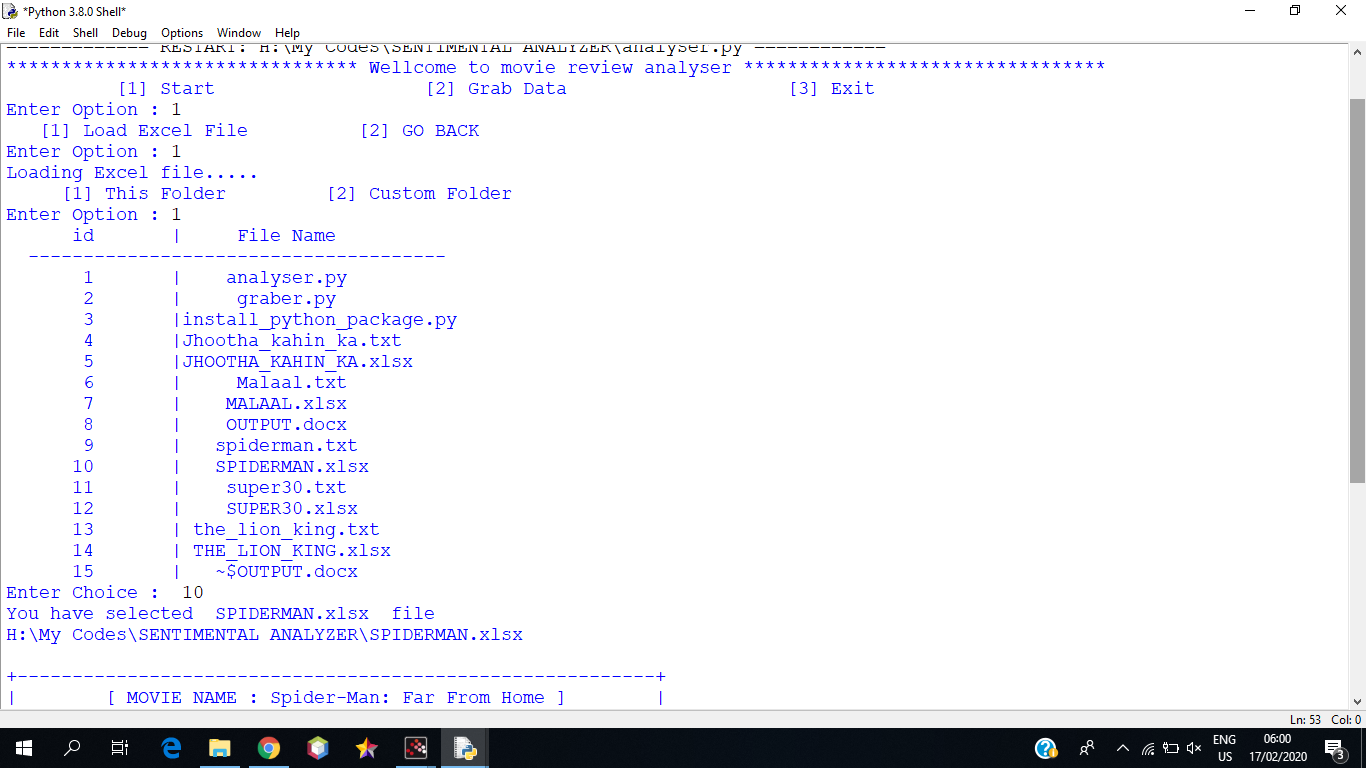 *Python 3.8.0 Shell*
File Edit Shell Debug Options Window Help
============ RESTART: H:\My Codes\SENTIMENTAL ANALYZER\analyser.py ============
******************************** Wellcome to movie review analyser *********************************
[1] Start [2] Grab Data [3] Exit
Enter Option : 1
[1] Load Excel File [2] GO BACK
Enter Option : 1
Loading Excel file.....
[1] This Folder [2] Custom Folder
Enter Option : 1
id | File Name
--------------------------------------
1 | analyser.py
2 | graber.py
3 |install_python_package.py
4 |Jhootha_kahin_ka.txt
5 |JHOOTHA_KAHIN_KA.xlsx
6 | Malaal.txt
7 | MALAAL.xlsx
8 | OUTPUT.docx
9 | spiderman.txt
10 | SPIDERMAN.xlsx
11 | super30.txt
12 | SUPER30.xlsx
13 | the_lion_king.txt
14 | THE_LION_KING.xlsx
15 | ~$OUTPUT.docx
Enter Choice : 10
You have selected SPIDERMAN.xlsx file
H:\My Codes\SENTIMENTAL ANALYZER\SPIDERMAN.xlsx
+----------------------------------------------------------+
| [ MOVIE NAME : Spider-Man: Far From Home ] |
Ln: 53 Col: 0
ENG
US
06:00
17/02/2020
3